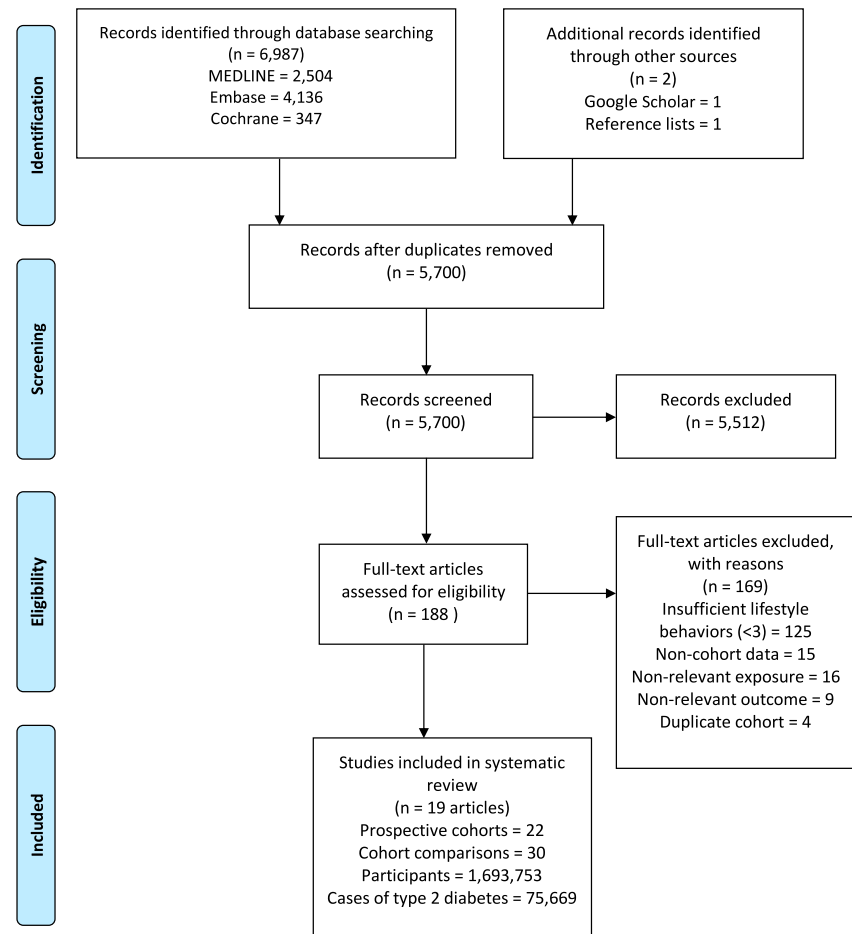 Identification
Records identified through database searching
(n = 6,987)
MEDLINE = 2,504
Embase = 4,136
Cochrane = 347
Additional records identified
through other sources
(n = 2)
Google Scholar = 1
Reference lists = 1
Records after duplicates removed
(n = 5,700)
Screening
Records screened
(n = 5,700)
Records excluded
(n = 5,512)
Eligibility
Full-text articles
assessed for eligibility
(n = 188 )
Full-text articles excluded,
with reasons
(n = 169)
Insufficient lifestyle
behaviors (<3) = 125
Non-cohort data = 15
Non-relevant exposure = 16
Non-relevant outcome = 9
Duplicate cohort = 4
Included
Studies included in systematic
review
(n = 19 articles)
Prospective cohorts = 22
Cohort comparisons = 30
Participants = 1,693,753
Cases of type 2 diabetes = 75,669